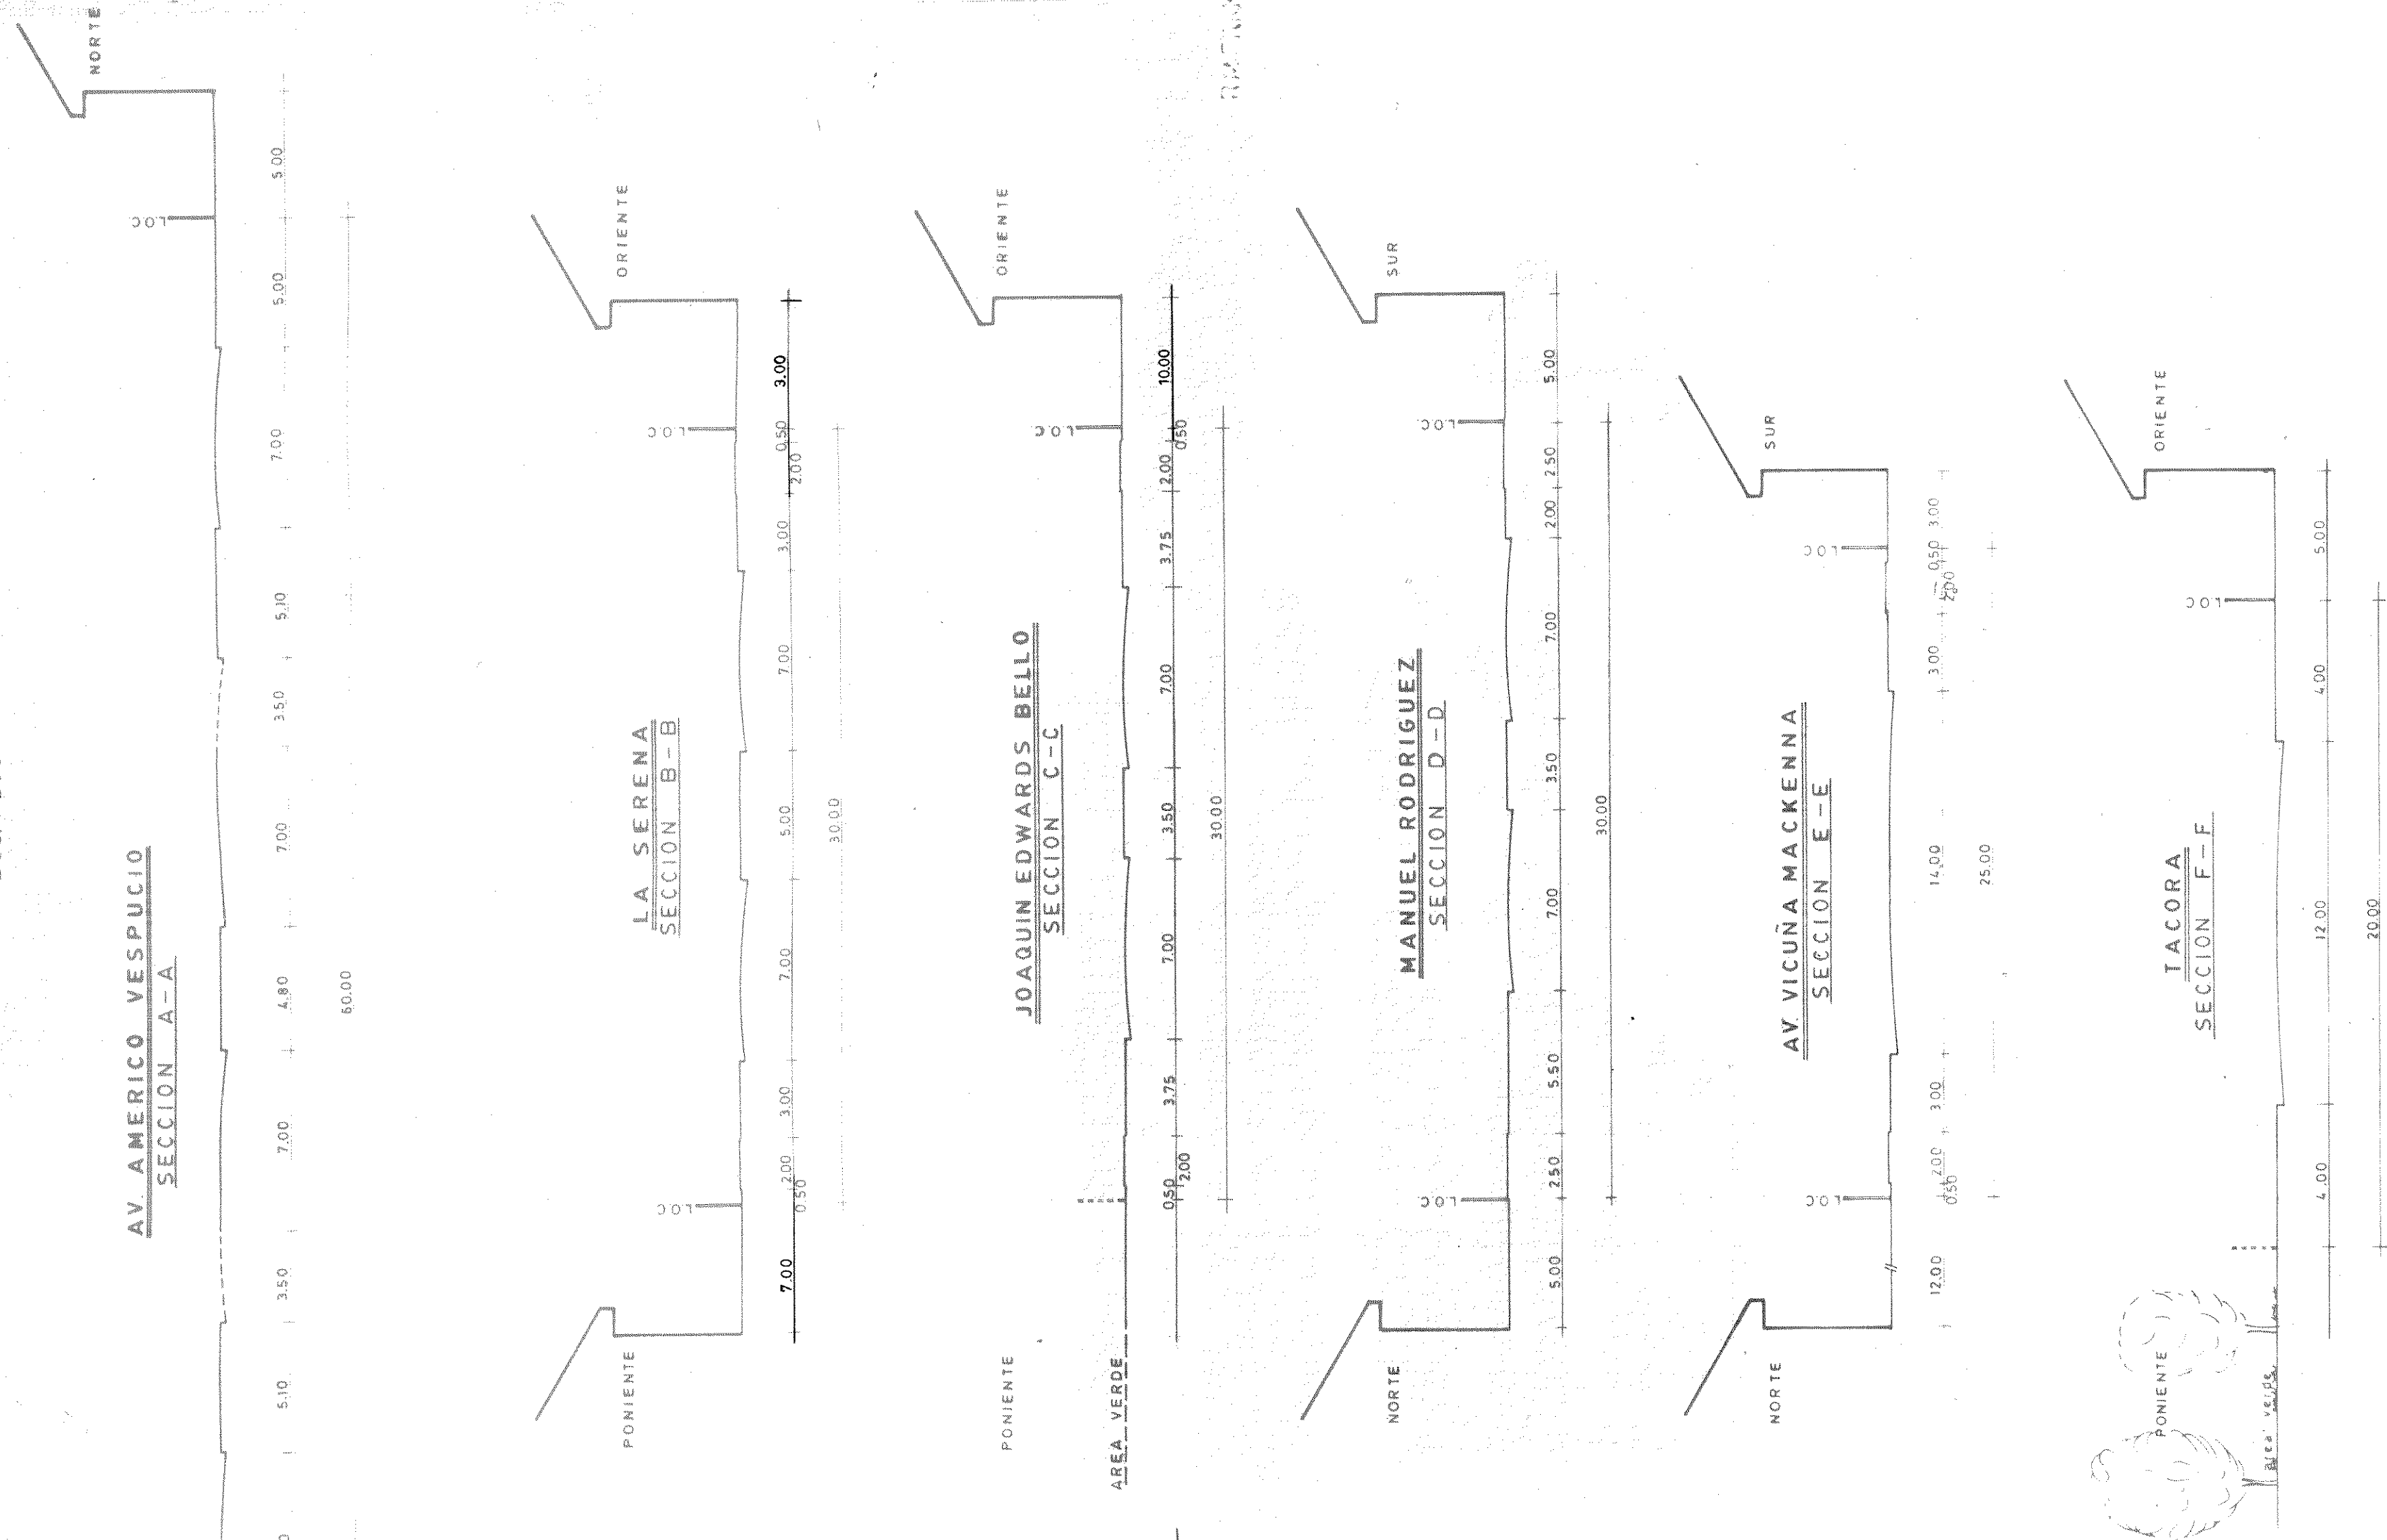 NORTE
AV. AMERICO VESPUCIO
SECCION A-A
L.O.C.
5.10 3.50 7.00 4.80 7.00 3.50 5.10 7.00 5.00 5.00
60.00
PONIENTE
ORIENTE
LA SERENA
SECCION B-B
L.O.C.
L.O.C.
7.00 0.50 2.00 3.00 7.00 5.00 7.00 3.00 2.00 0.50 3.00
30.00
PONIENTE
ORIENTE
JOAQUIN EDWARDS BELLO
SECCION C-C
L.O.C.
AREA VERDE
0.50 2.00 3.75 7.00 3.50 7.00 3.75 2.00 0.50 10.00
30.00
NORTE
SUR
MANUEL RODRIGUEZ
SECCION D-D
L.O.C.
L.O.C.
5.00 2.50 5.50 7.00 3.50 7.00 2.00 2.50 5.00
30.00
NORTE
SUR
AV. VICUÑA MACKENNA
SECCION E-E
L.O.C.
L.O.C.
12.00 0.50 2.00 3.00 14.00 3.00 2.00 0.50 3.00
25.00
PONIENTE
ORIENTE
TACORA
SECCION F-F
L.O.C.
area verde
4.00 12.00 4.00 5.00
20.00